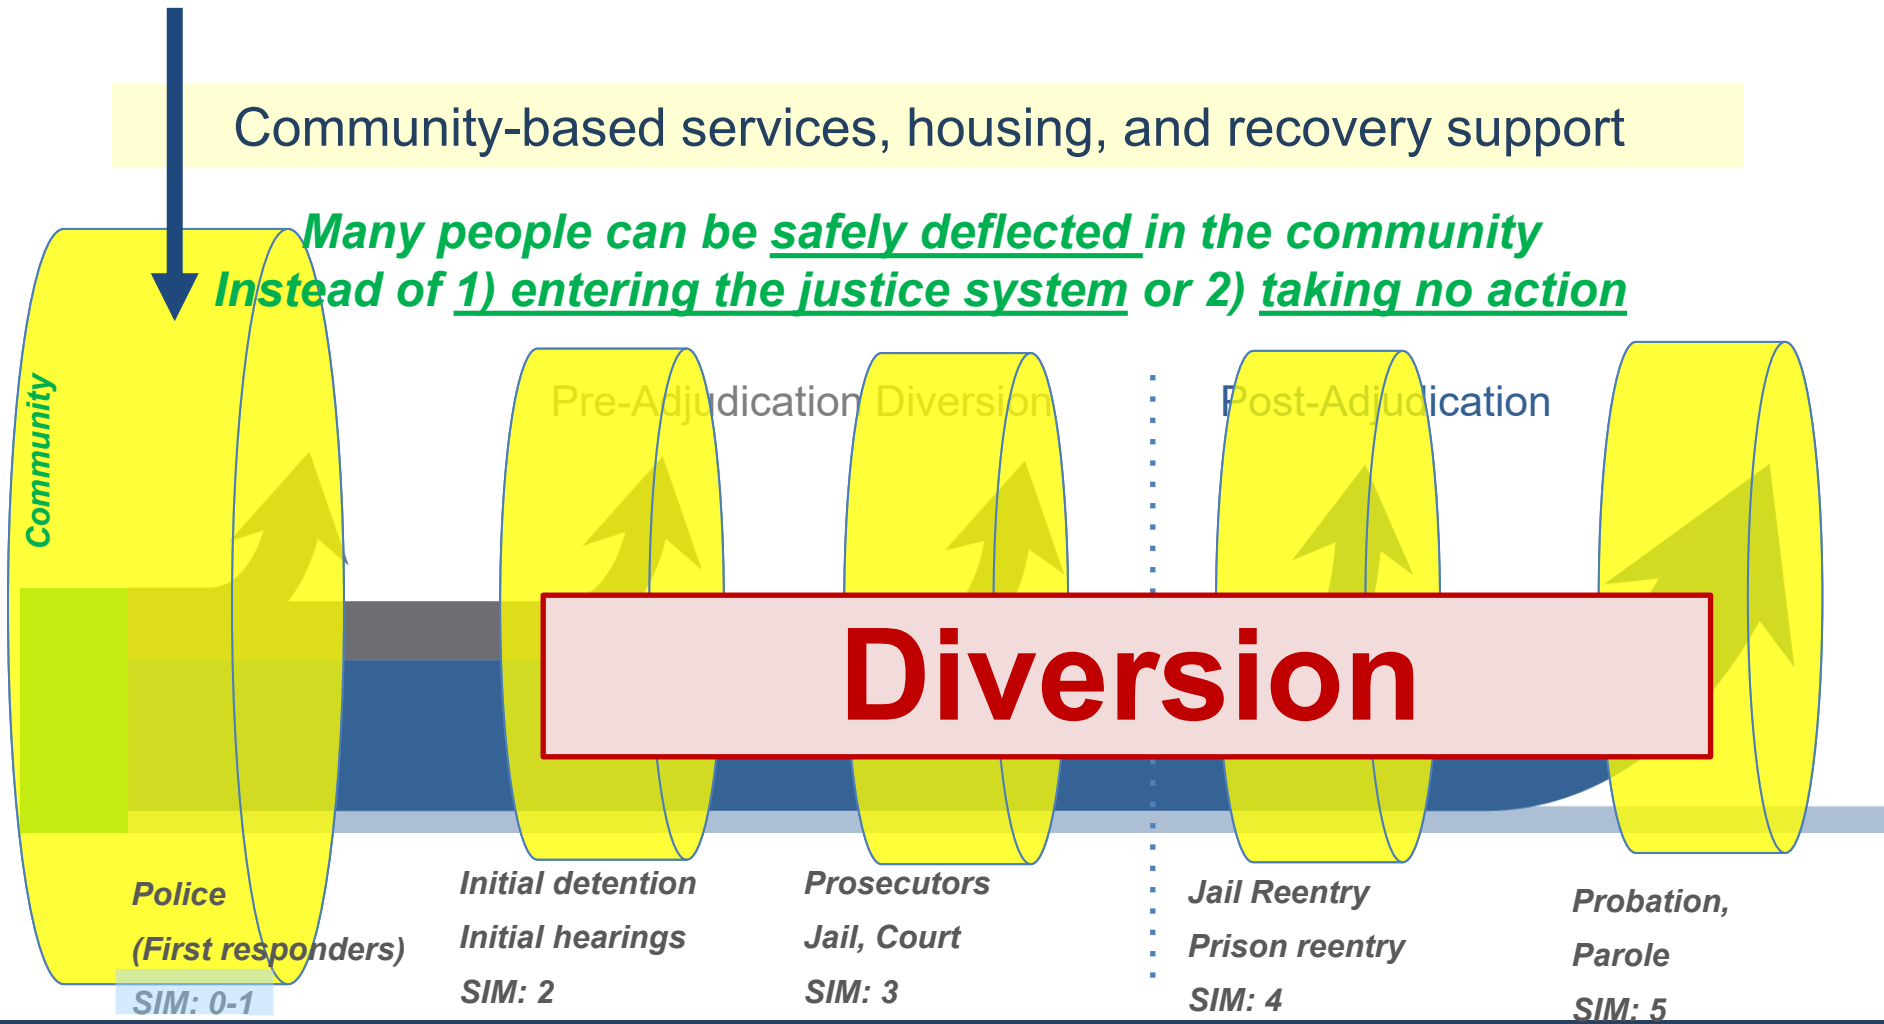 Community-based services, housing, and recovery support
Many people can be safely deflected in the community
Instead of 1) entering the justice system or 2) taking no action
Community
Pre-Adjudication Diversion
Post-Adjudication
Diversion
Police
(First responders)
SIM: 0-1
Initial detention
Initial hearings
SIM: 2
Prosecutors
Jail, Court
SIM: 3
Jail Reentry
Prison reentry
SIM: 4
Probation,
Parole
SIM: 5